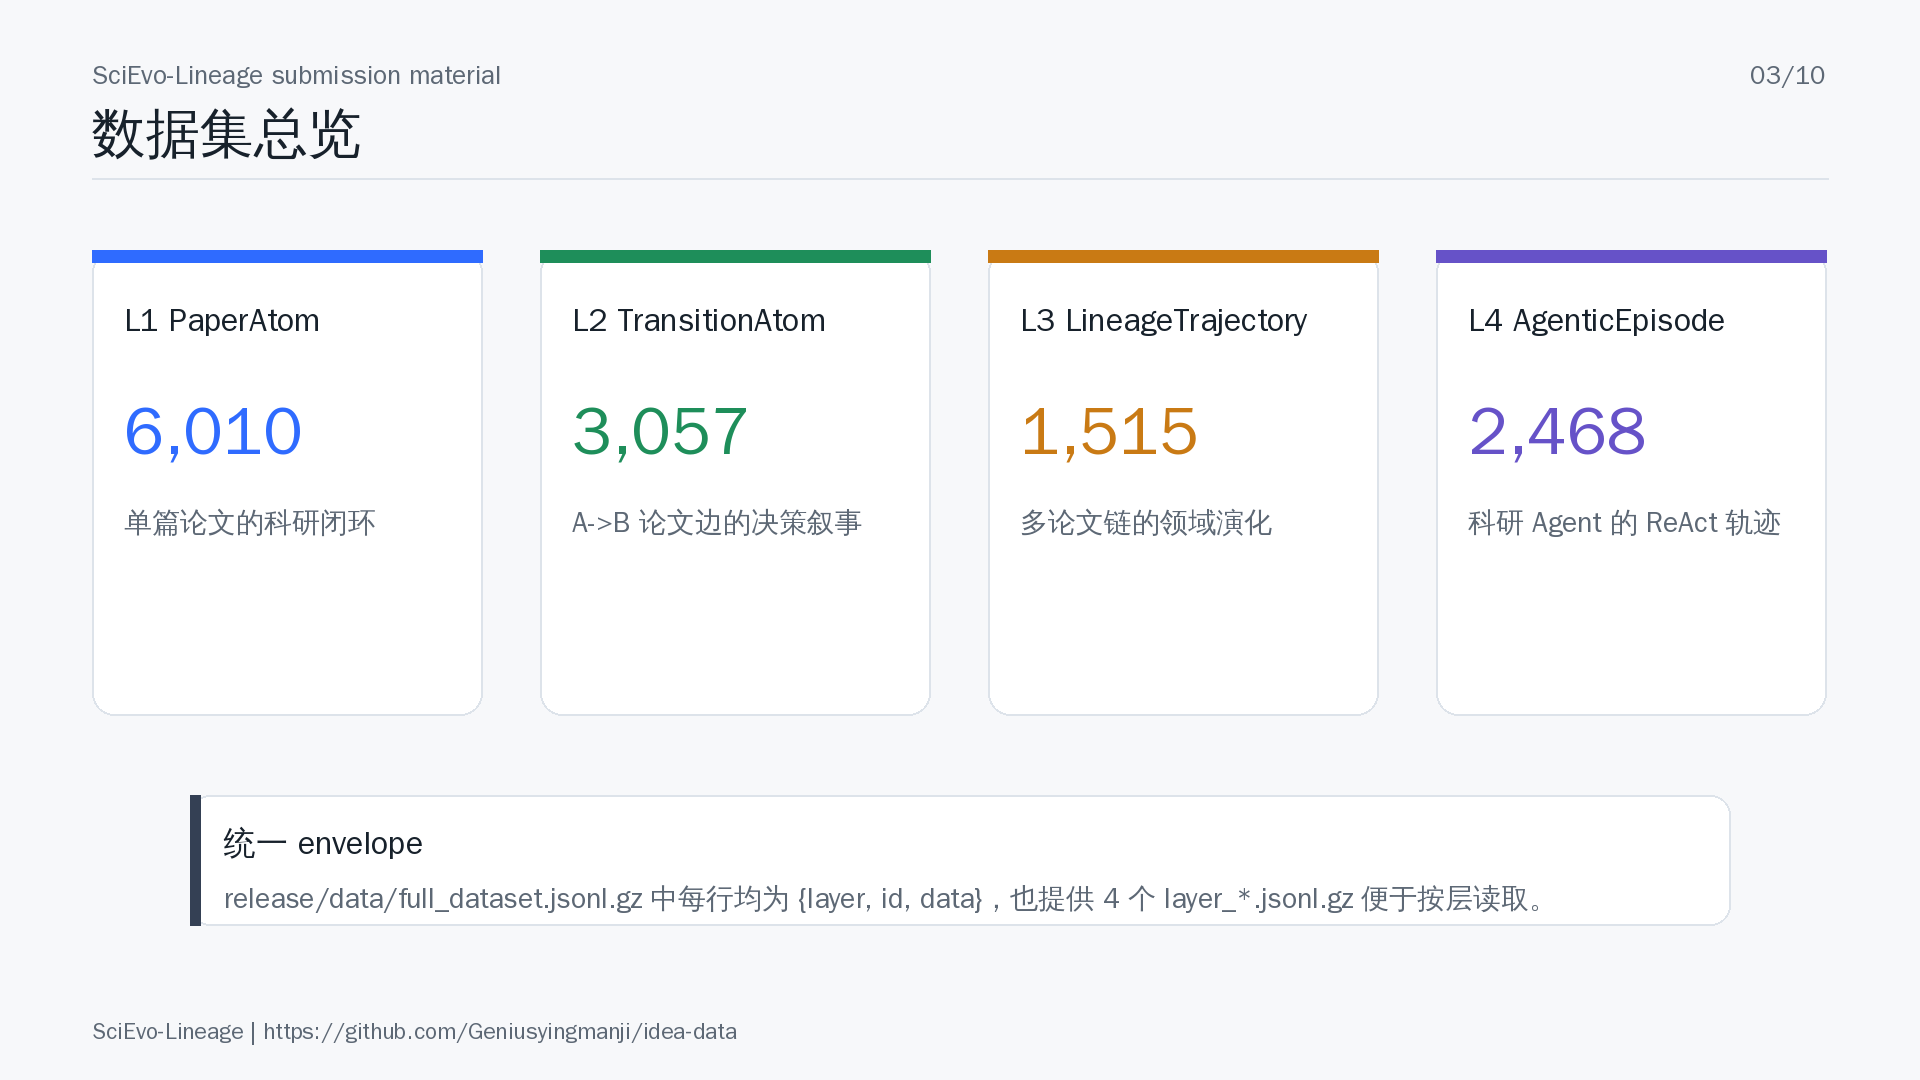 SciEvo-Lineage submission material
03/10
数据集总览
L1 PaperAtom
6,010
单篇论文的科研闭环
L2 TransitionAtom
3,057
A->B 论文边的决策叙事
L3 LineageTrajectory
1,515
多论文链的领域演化
L4 AgenticEpisode
2,468
科研 Agent 的 ReAct 轨迹
统一 envelope
release/data/full_dataset.jsonl.gz 中每行均为 {layer, id, data}，也提供 4 个 layer_*.jsonl.gz 便于按层读取。
SciEvo-Lineage | https://github.com/Geniusyingmanji/idea-data